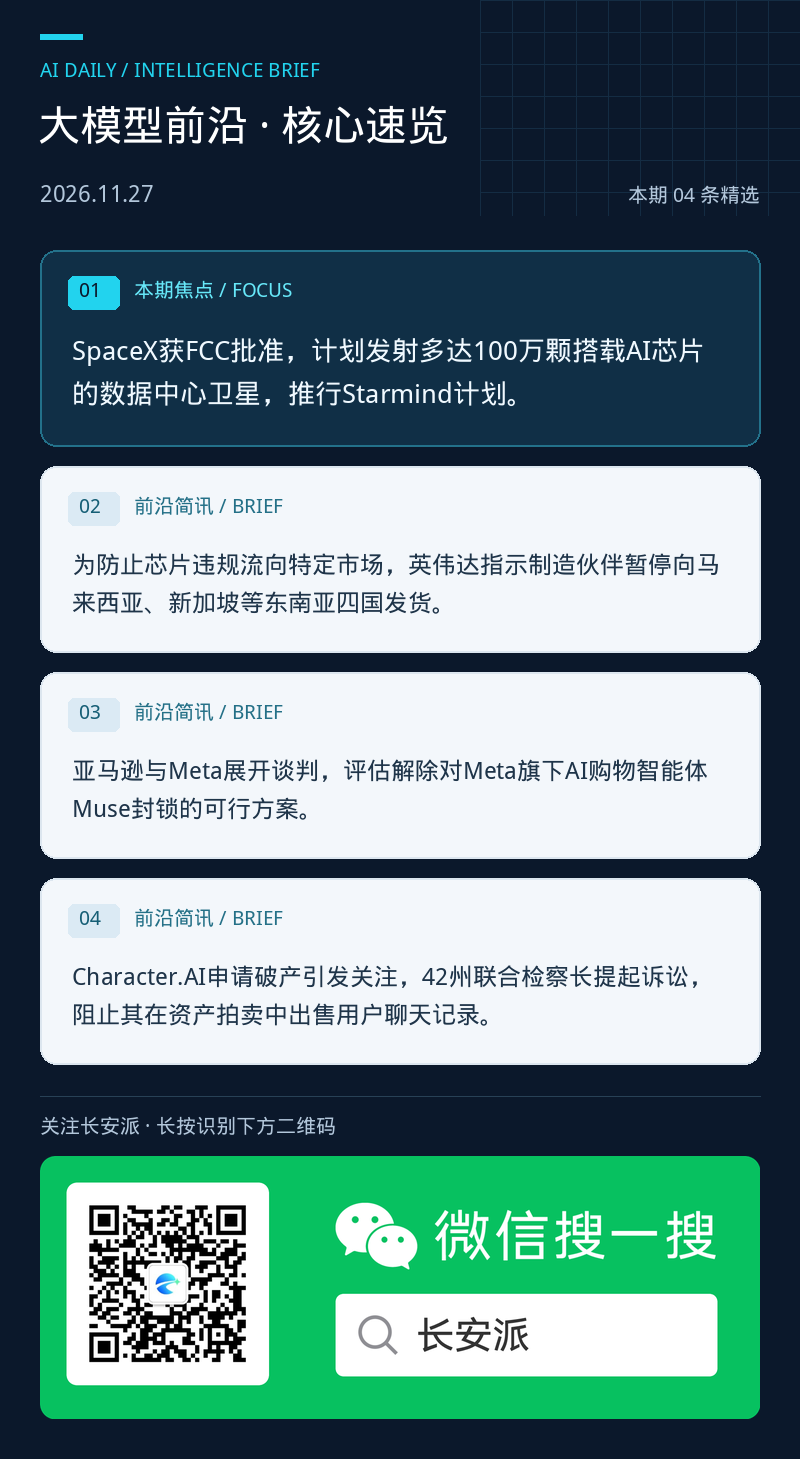 AI DAILY / INTELLIGENCE BRIEF
大模型前沿 · 核心速览
2026.11.27
本期 04 条精选
01
本期焦点 / FOCUS
SpaceX获FCC批准，计划发射多达100万颗搭载AI芯片
的数据中心卫星，推行Starmind计划。
02
前沿简讯 / BRIEF
为防止芯片违规流向特定市场，英伟达指示制造伙伴暂停向马
来西亚、新加坡等东南亚四国发货。
03
前沿简讯 / BRIEF
亚马逊与Meta展开谈判，评估解除对Meta旗下AI购物智能体
Muse封锁的可行方案。
04
前沿简讯 / BRIEF
Character.AI申请破产引发关注，42州联合检察长提起诉讼，
阻止其在资产拍卖中出售用户聊天记录。
关注长安派 · 长按识别下方二维码
微信搜一搜
长安派